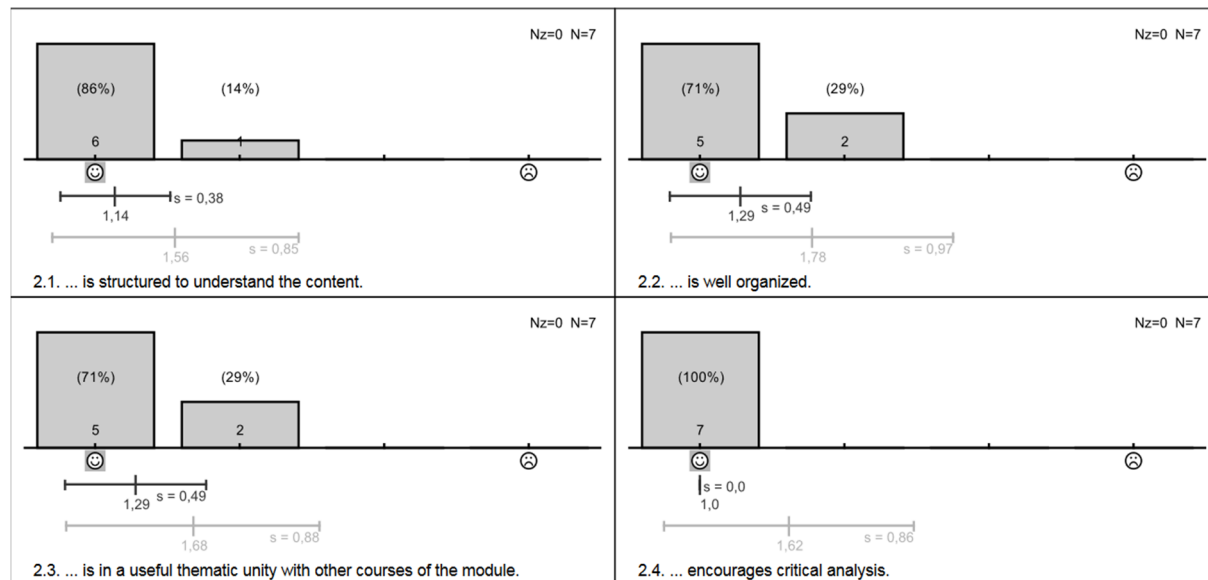 Nz=0 N=7
(86%)
(14%)
6
1
s = 0,38
1,14
s = 0,85
1,56
2.1. ... is structured to understand the content.
Nz=0 N=7
(71%)
(29%)
5
2
s = 0,49
1,29
s = 0,97
1,78
2.2. ... is well organized.
Nz=0 N=7
(71%)
(29%)
5
2
s = 0,49
1,29
s = 0,88
1,68
2.3. ... is in a useful thematic unity with other courses of the module.
Nz=0 N=7
(100%)
7
s = 0,0
1,0
s = 0,86
1,62
2.4. ... encourages critical analysis.